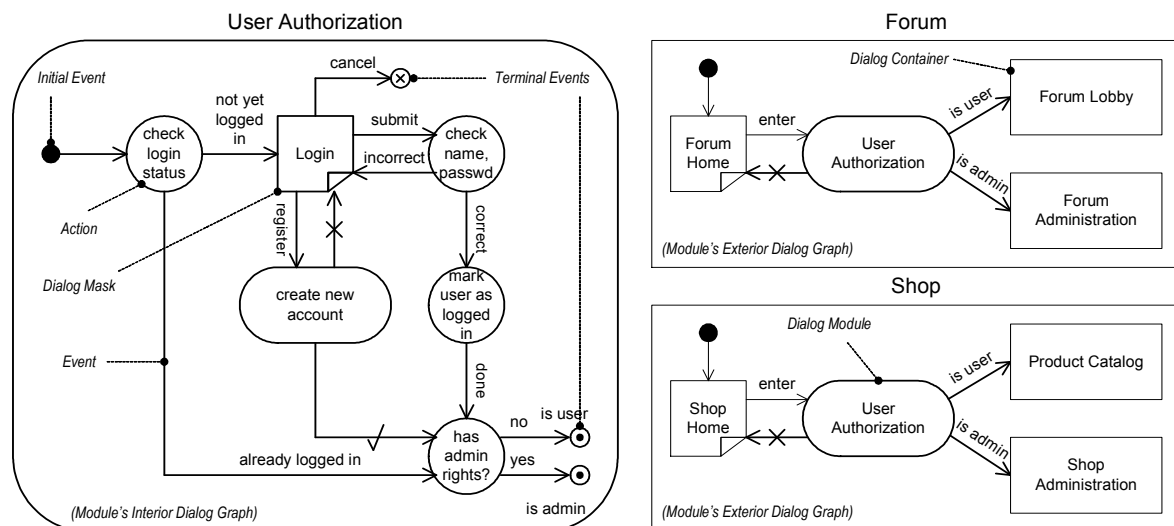 User Authorization
Initial Event
cancel
Terminal Events
not yet
logged
in
check
login
status
Login
submit
incorrect
check
name,
passwd
Action
register
correct
Dialog Mask
create new
account
mark
user as
logged
in
Event
done
no
is user
has
admin
rights?
already logged in
yes
is admin
(Module's Interior Dialog Graph)
Forum
Dialog Container
Forum Lobby
is user
enter
Forum
Home
User
Authorization
is admin
Forum
Administration
(Module's Exterior Dialog Graph)
Shop
Dialog Module
Product Catalog
is user
enter
Shop
Home
User
Authorization
is admin
Shop
Administration
(Module's Exterior Dialog Graph)